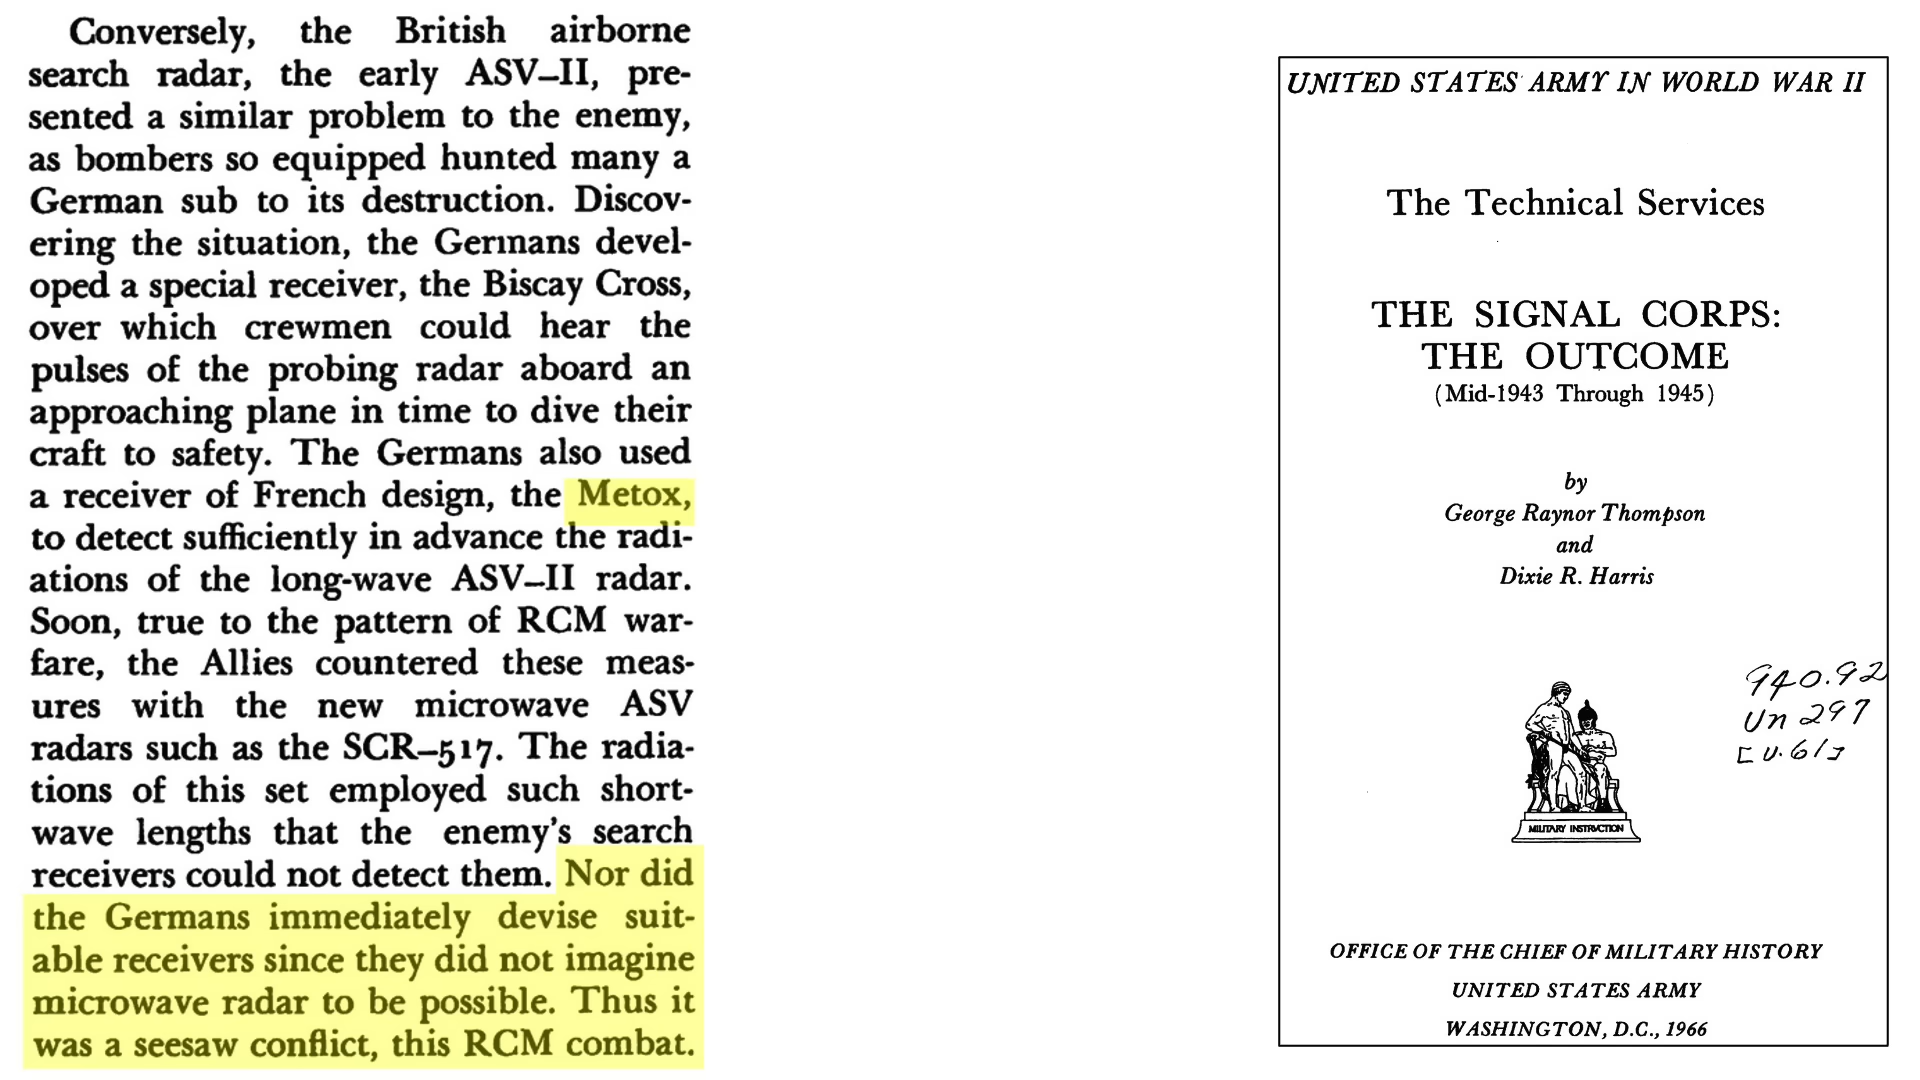 Conversely, the British airborne
search radar, the early ASV–II, pre-
sented a similar problem to the enemy,
as bombers so equipped hunted many a
German sub to its destruction. Discov-
ering the situation, the Germans devel-
oped a special receiver, the Biscay Cross,
over which crewmen could hear the
pulses of the probing radar aboard an
approaching plane in time to dive their
craft to safety. The Germans also used
a receiver of French design, the Metox,
to detect sufficiently in advance the radi-
ations of the long-wave ASV–II radar.
Soon, true to the pattern of RCM war-
fare, the Allies countered these meas-
ures with the new microwave ASV
radars such as the SCR–517. The radia-
tions of this set employed such short-
wave lengths that the enemy's search
receivers could not detect them. Nor did
the Germans immediately devise suit-
able receivers since they did not imagine
microwave radar to be possible. Thus it
was a seesaw conflict, this RCM combat.
UNITED STATES ARMY IN WORLD WAR II
The Technical Services
THE SIGNAL CORPS:
THE OUTCOME
(Mid-1943 Through 1945)
by
George Raynor Thompson
and
Dixie R. Harris
940.92
Un 297
[v.6/]
MILITARY INSTRVCTION
OFFICE OF THE CHIEF OF MILITARY HISTORY
UNITED STATES ARMY
WASHINGTON, D.C., 1966